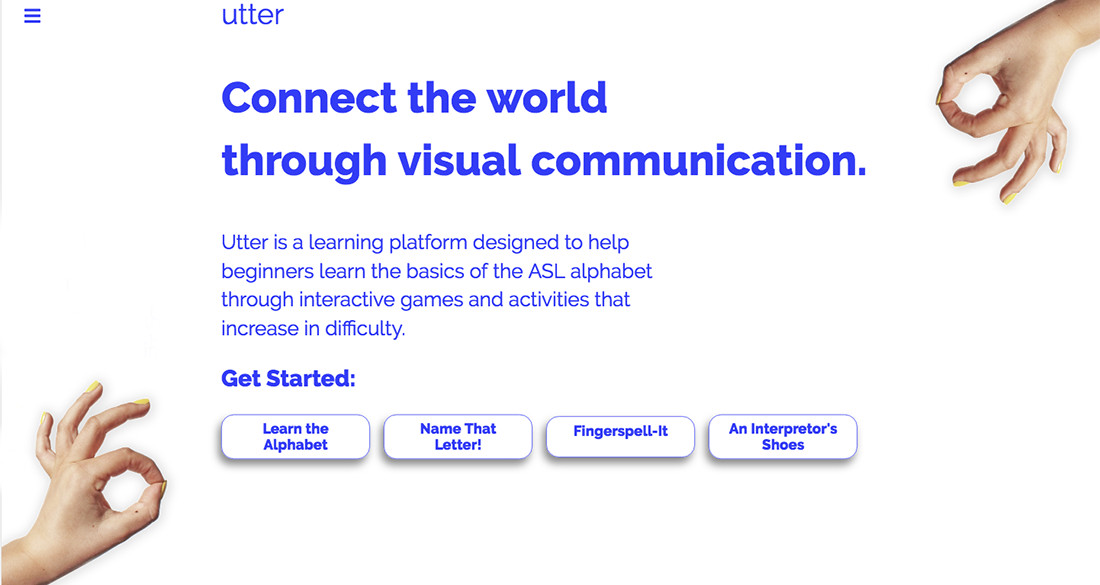 utter
Connect the world
through visual communication.
Utter is a learning platform designed to help
beginners learn the basics of the ASL alphabet
through interactive games and activities that
increase in difficulty.
Get Started:
Learn the
Alphabet
Name That
Letter!
Fingerspell-It
An Interpretor's
Shoes